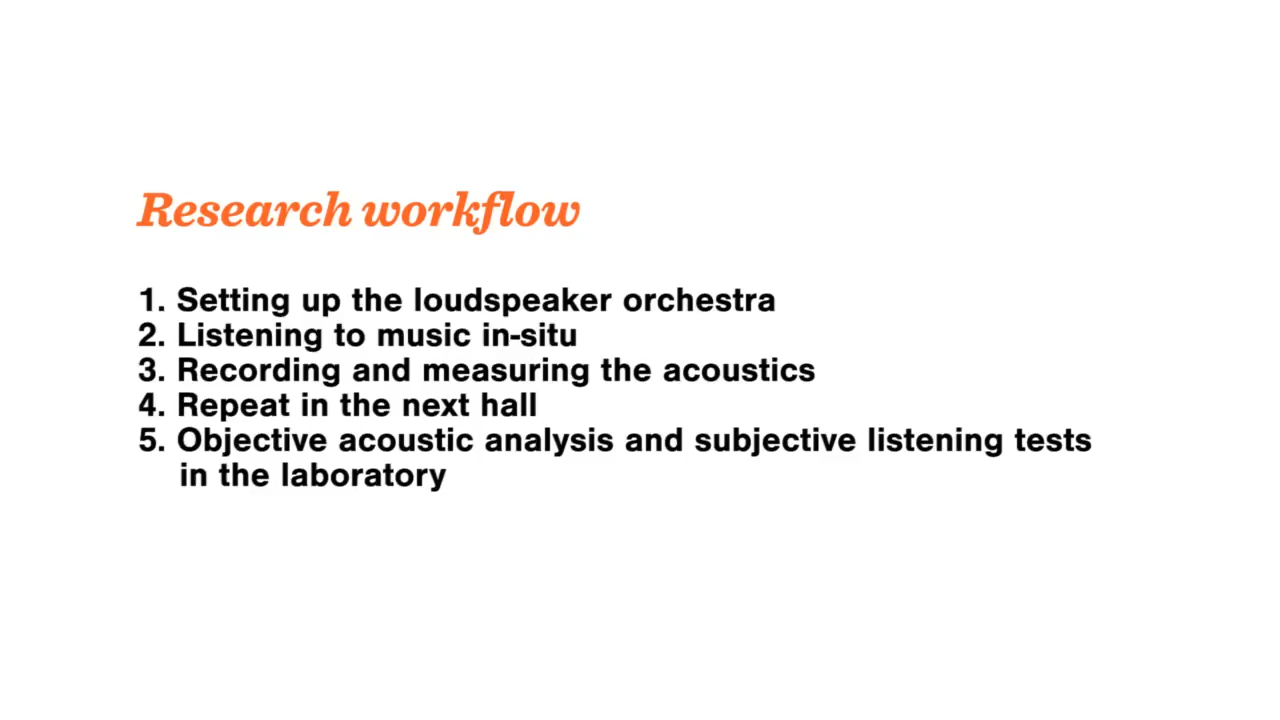 Research workflow
1. Setting up the loudspeaker orchestra
2. Listening to music in-situ
3. Recording and measuring the acoustics
4. Repeat in the next hall
5. Objective acoustic analysis and subjective listening tests
in the laboratory